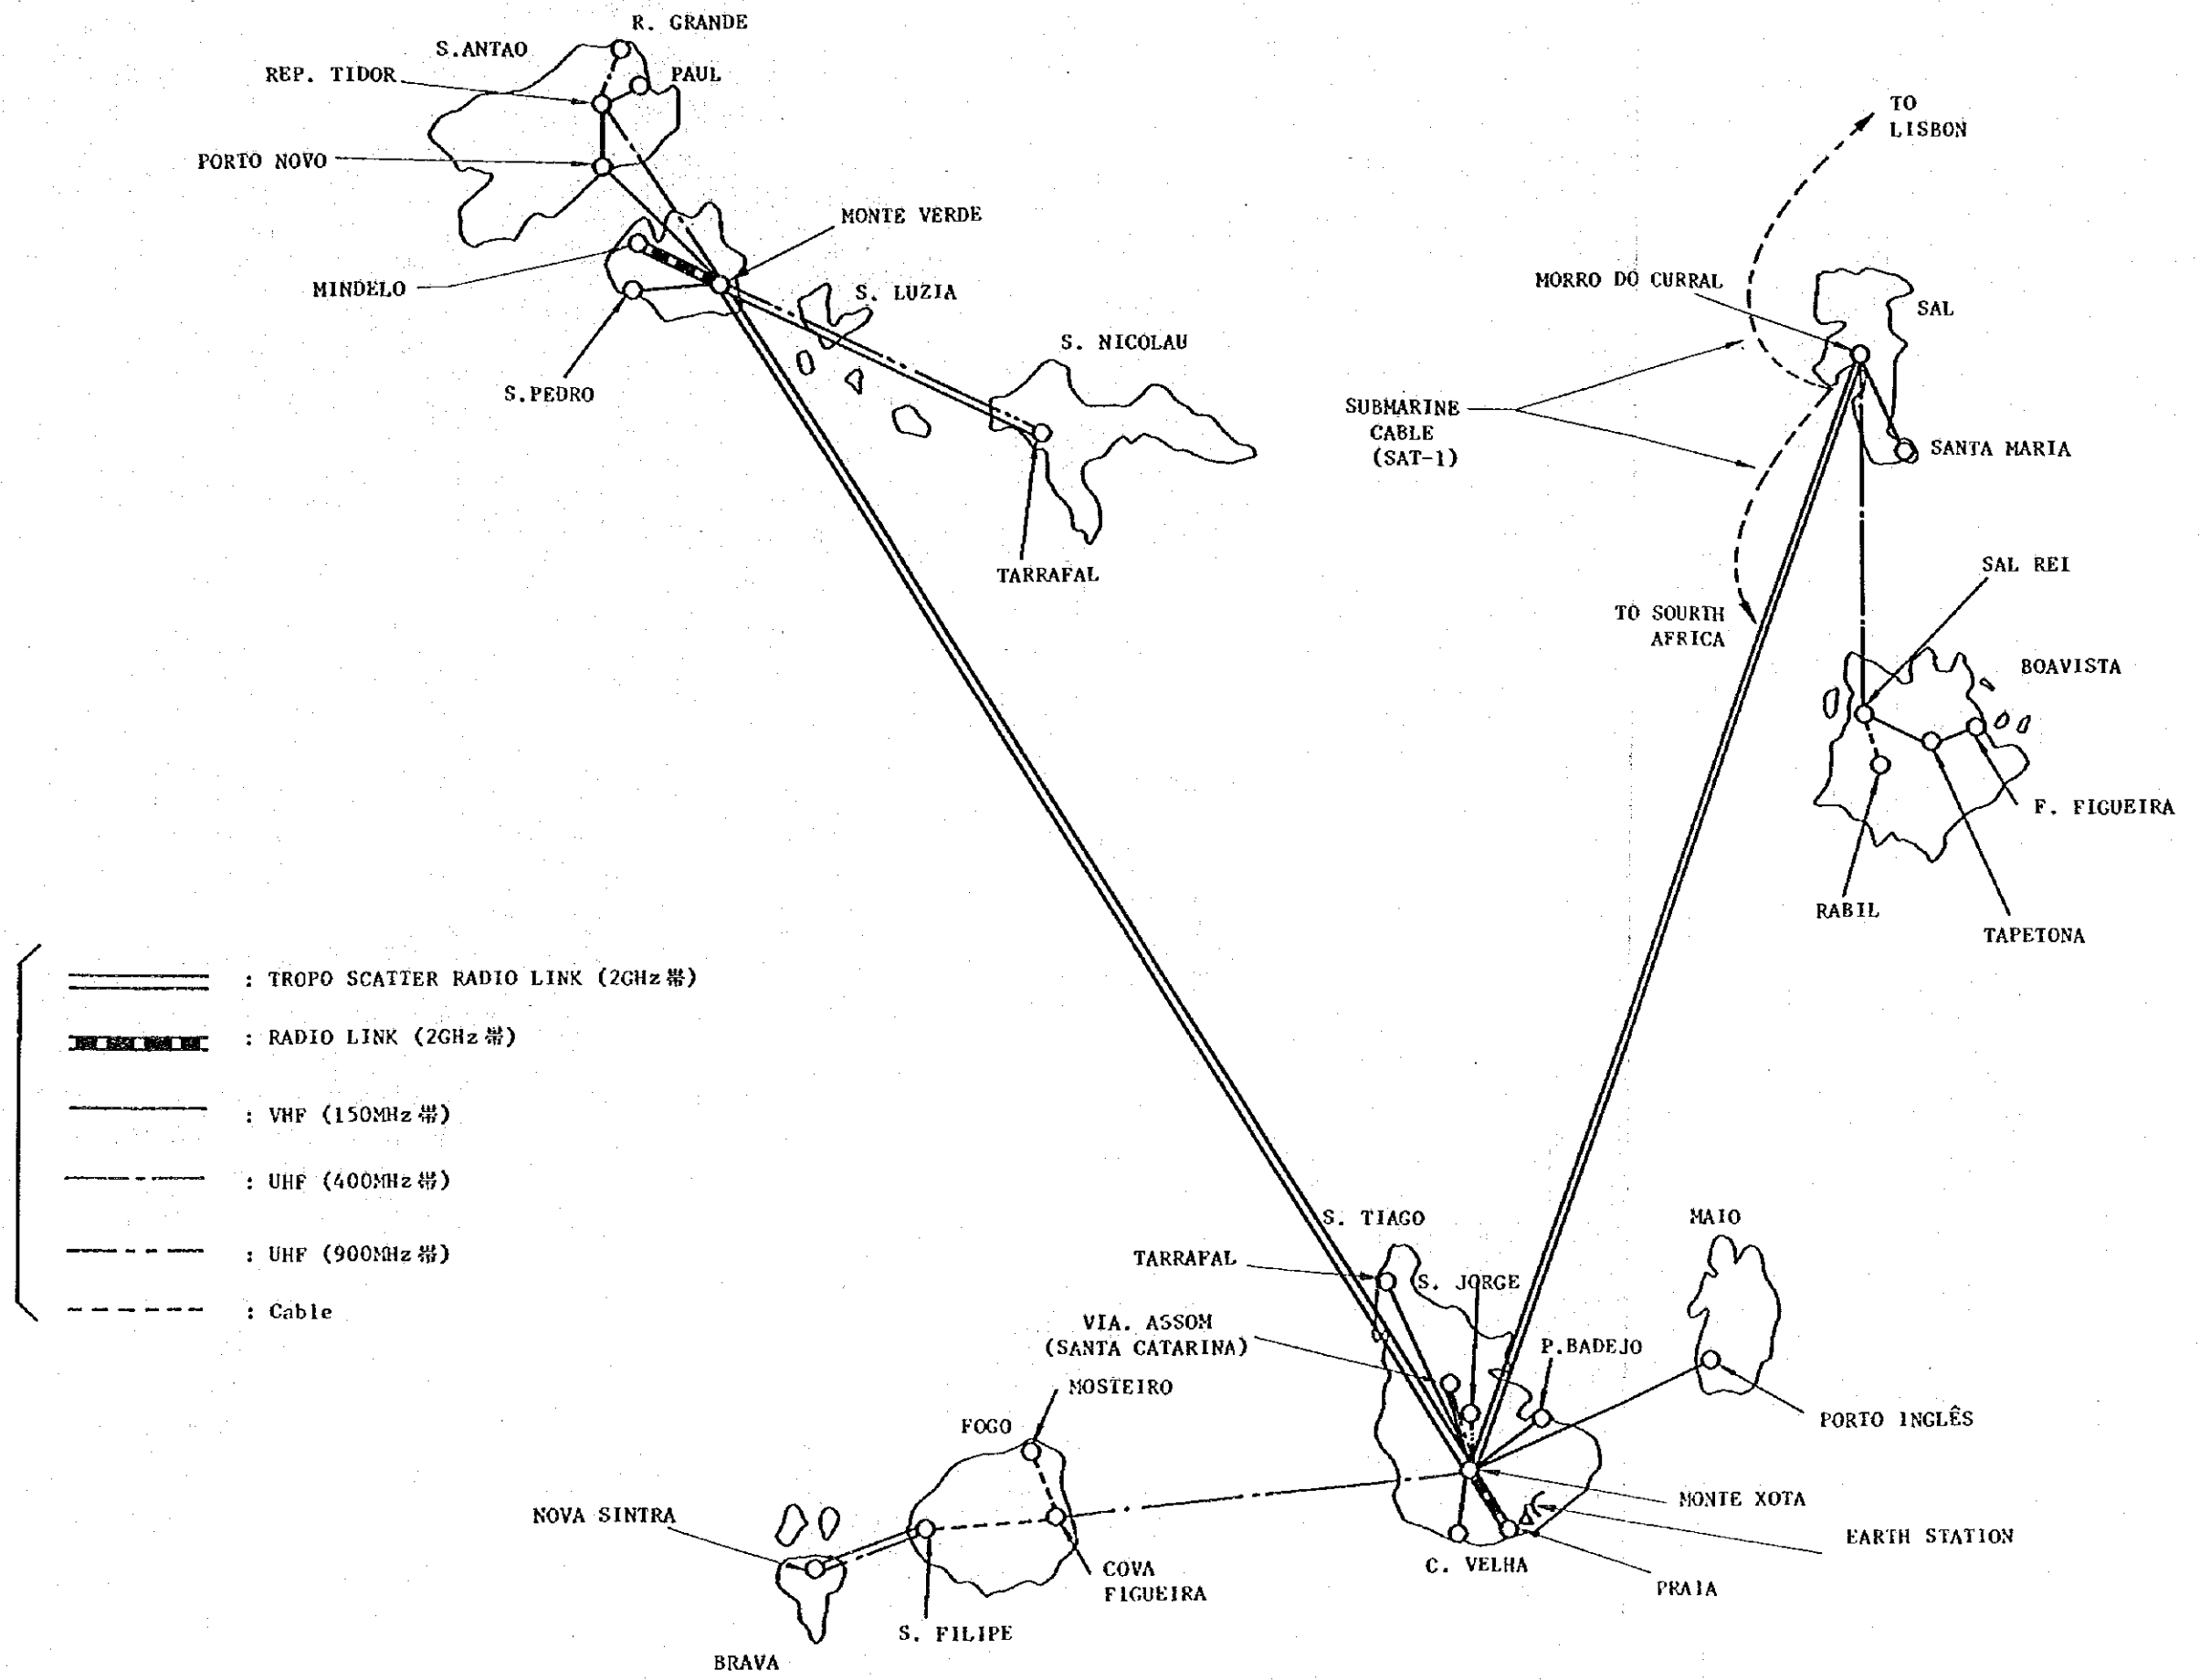 R. GRANDE
S.ANTAO
REP. TIDOR
PAUL
PORTO NOVO
MONTE VERDE
MINDELO
S. LUZIA
S.PEDRO
S. NICOLAU
TARRAFAL
TO
LISBON
MORRO DO CURRAL
SAL
SUBMARINE
CABLE
(SAT-1)
SANTA MARIA
SAL REI
TO SOURTH
AFRICA
BOAVISTA
F. FIGUEIRA
RABIL
TAPETONA
: TROPO SCATTER RADIO LINK (2GHz帯)
: RADIO LINK (2GHz帯)
: VHF (150MHz帯)
: UHF (400MHz帯)
: UHF (900MHz帯)
: Cable
S. TIAGO
MAIO
TARRAFAL
S. JORGE
VIA. ASSOM
(SANTA CATARINA)
P.BADEJO
MOSTEIRO
FOGO
PORTO INGLÊS
NOVA SINTRA
MONTE XOTA
EARTH STATION
COVA
FIGUEIRA
C. VELHA
PRAIA
S. FILIPE
BRAVA